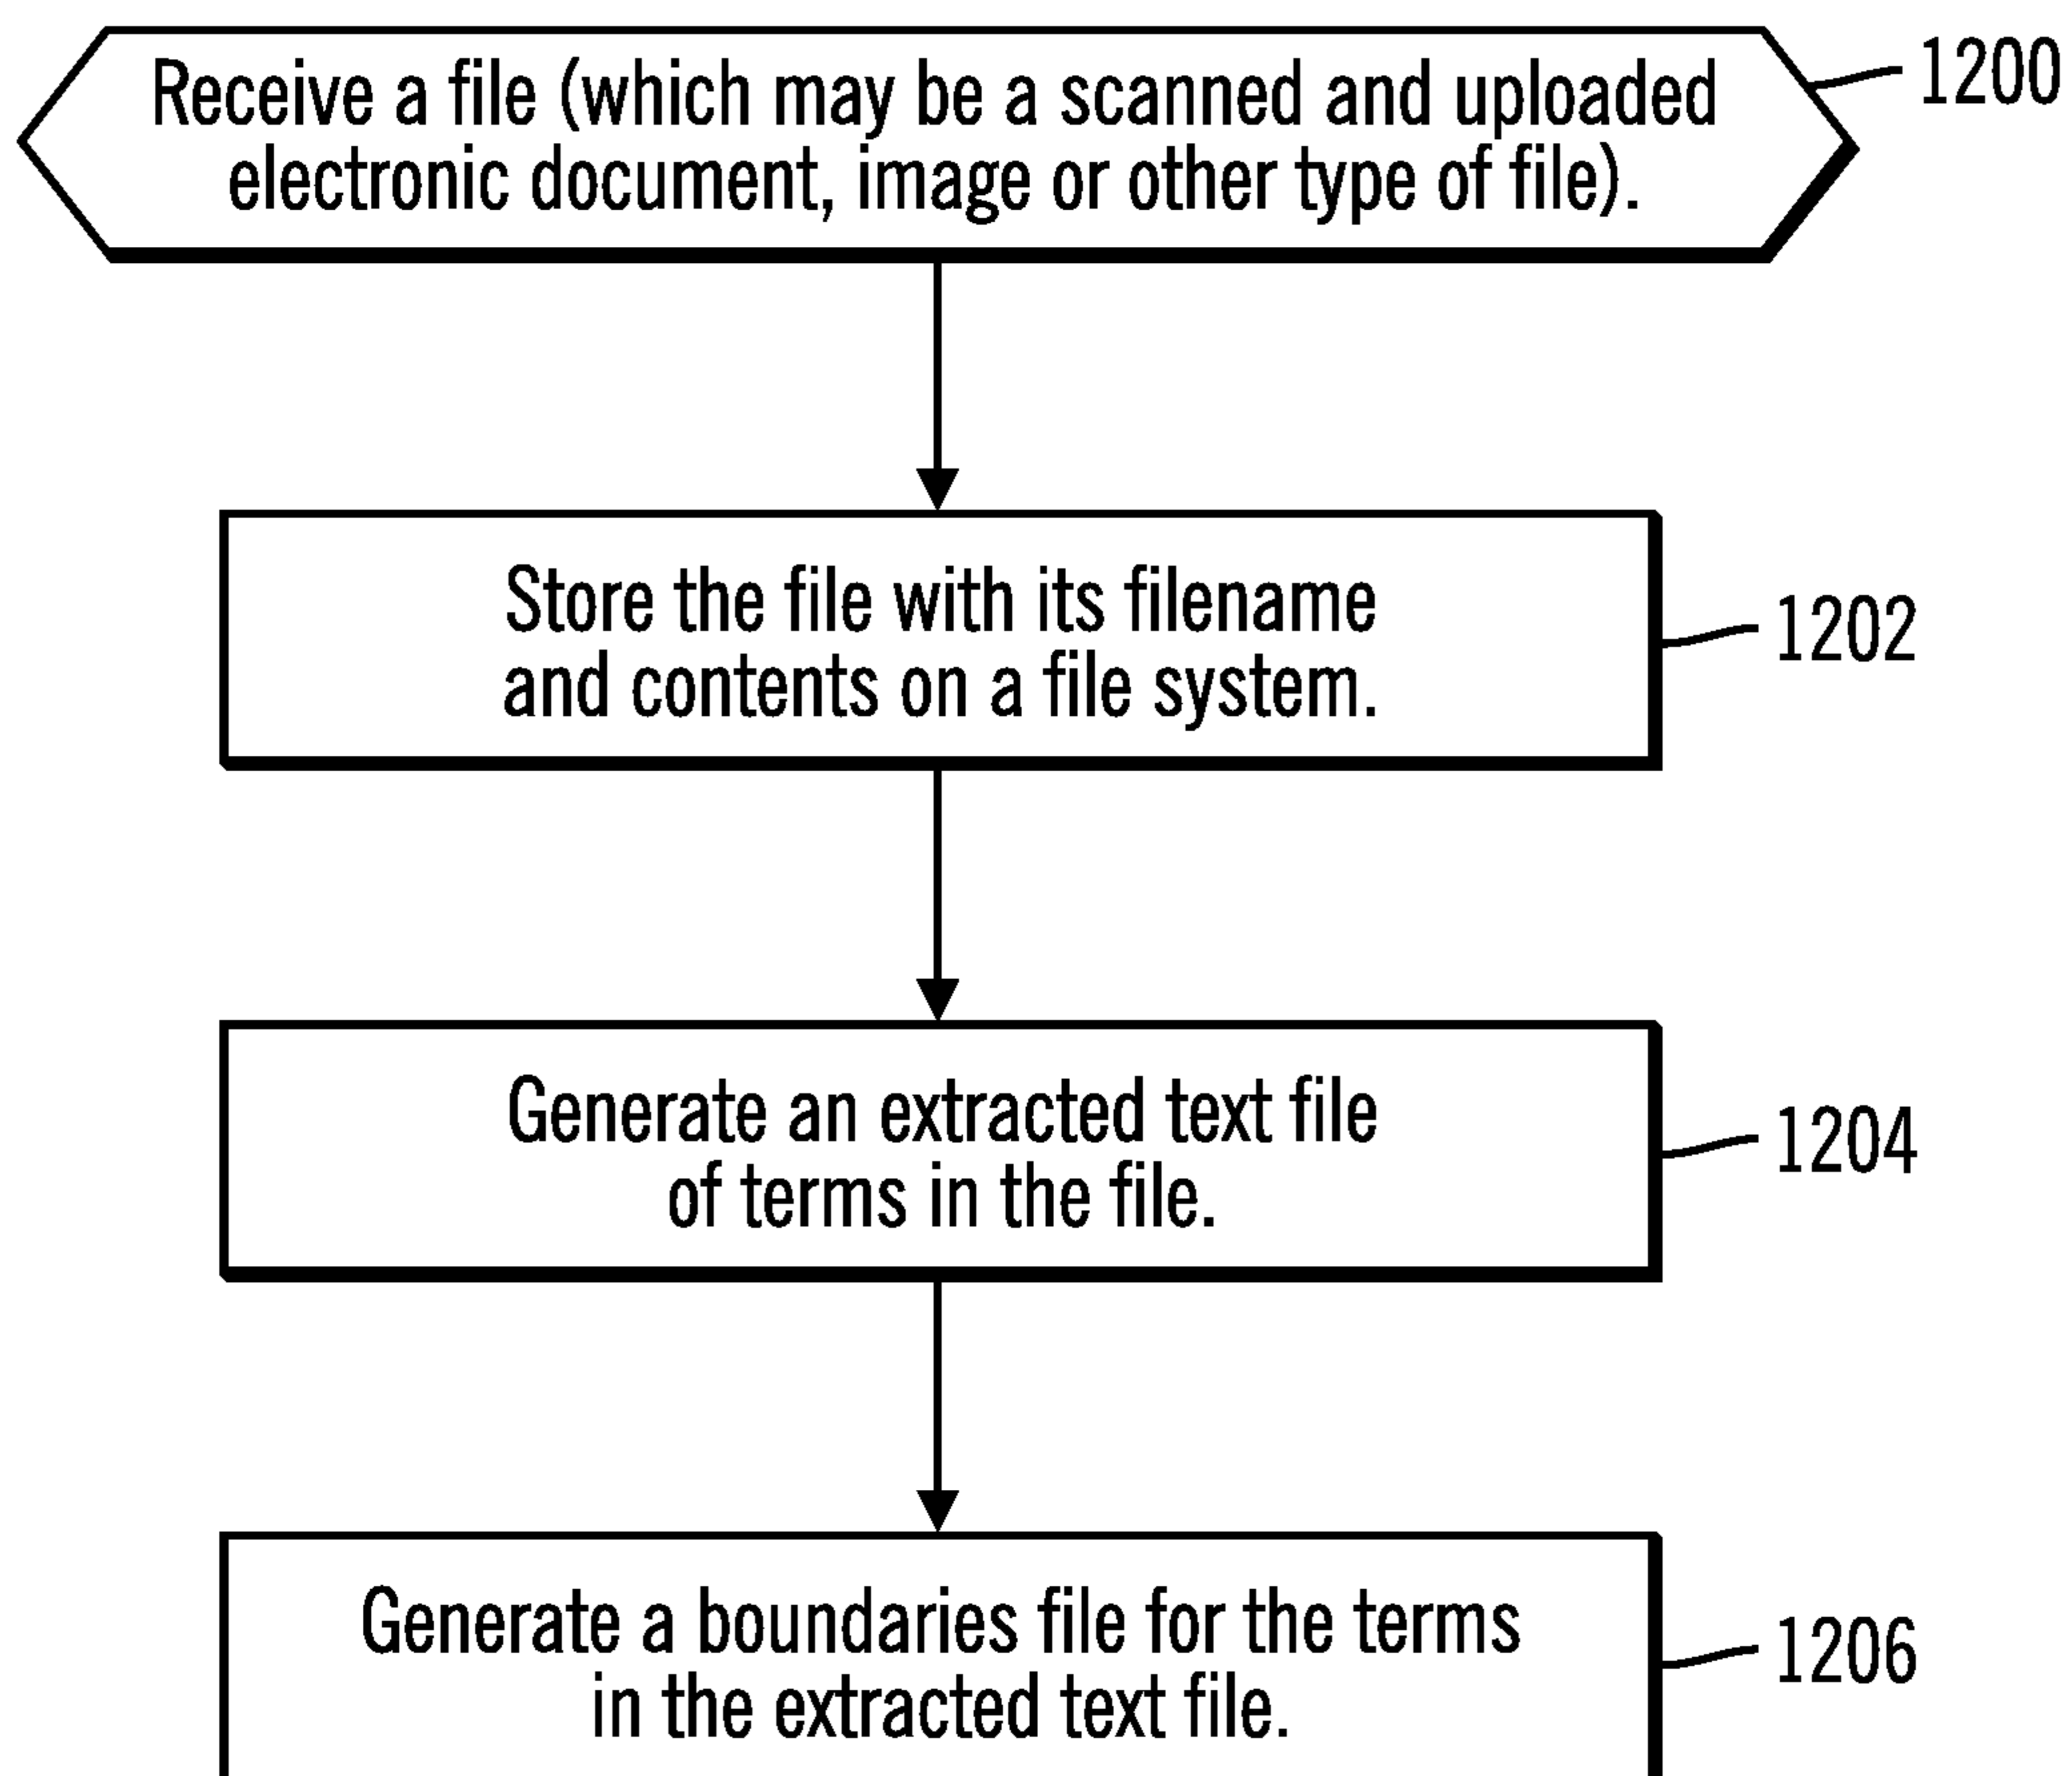 Receive a file (which may be a scanned and uploaded
electronic document, image or other type of file).
1200
Store the file with its filename
and contents on a file system.
1202
Generate an extracted text file
of terms in the file.
1204
Generate a boundaries file for the terms
in the extracted text file.
1206